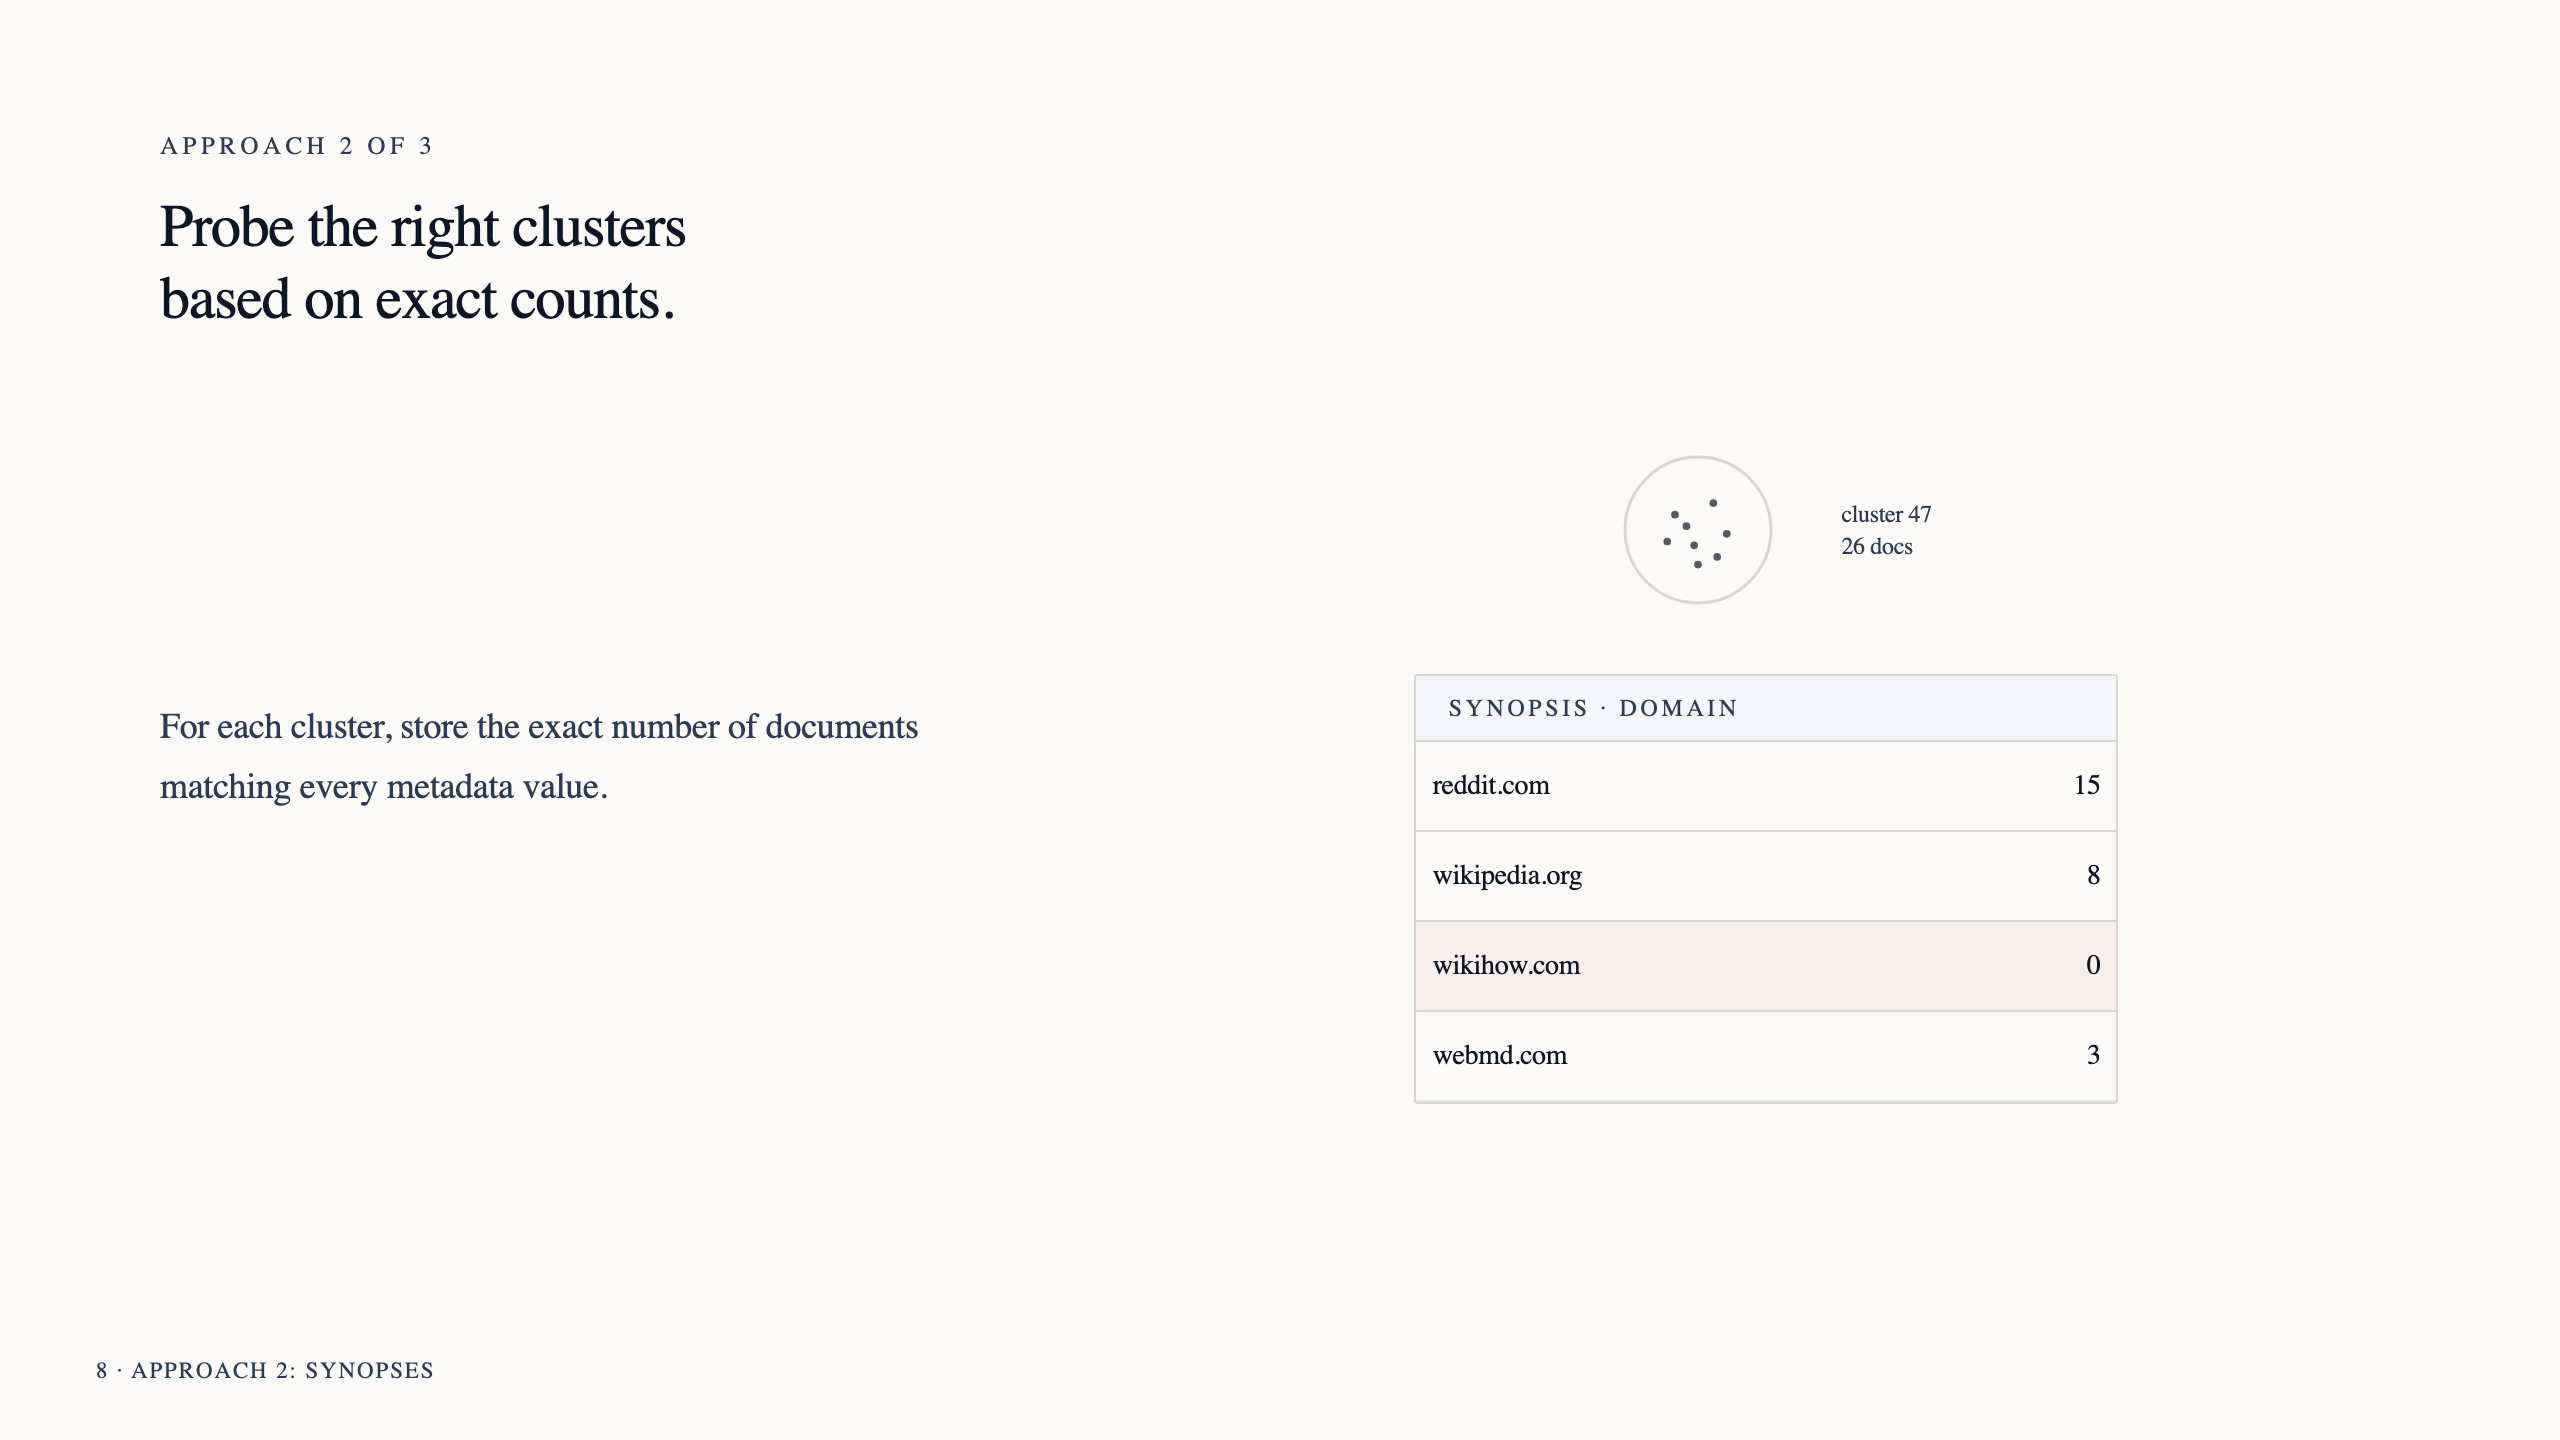 APPROACH 2 OF 3
Probe the right clusters
based on exact counts.
For each cluster, store the exact number of documents
matching every metadata value.
cluster 47
26 docs
SYNOPSIS · DOMAIN
reddit.com 15
wikipedia.org 8
wikihow.com 0
webmd.com 3
8 · APPROACH 2: SYNOPSES